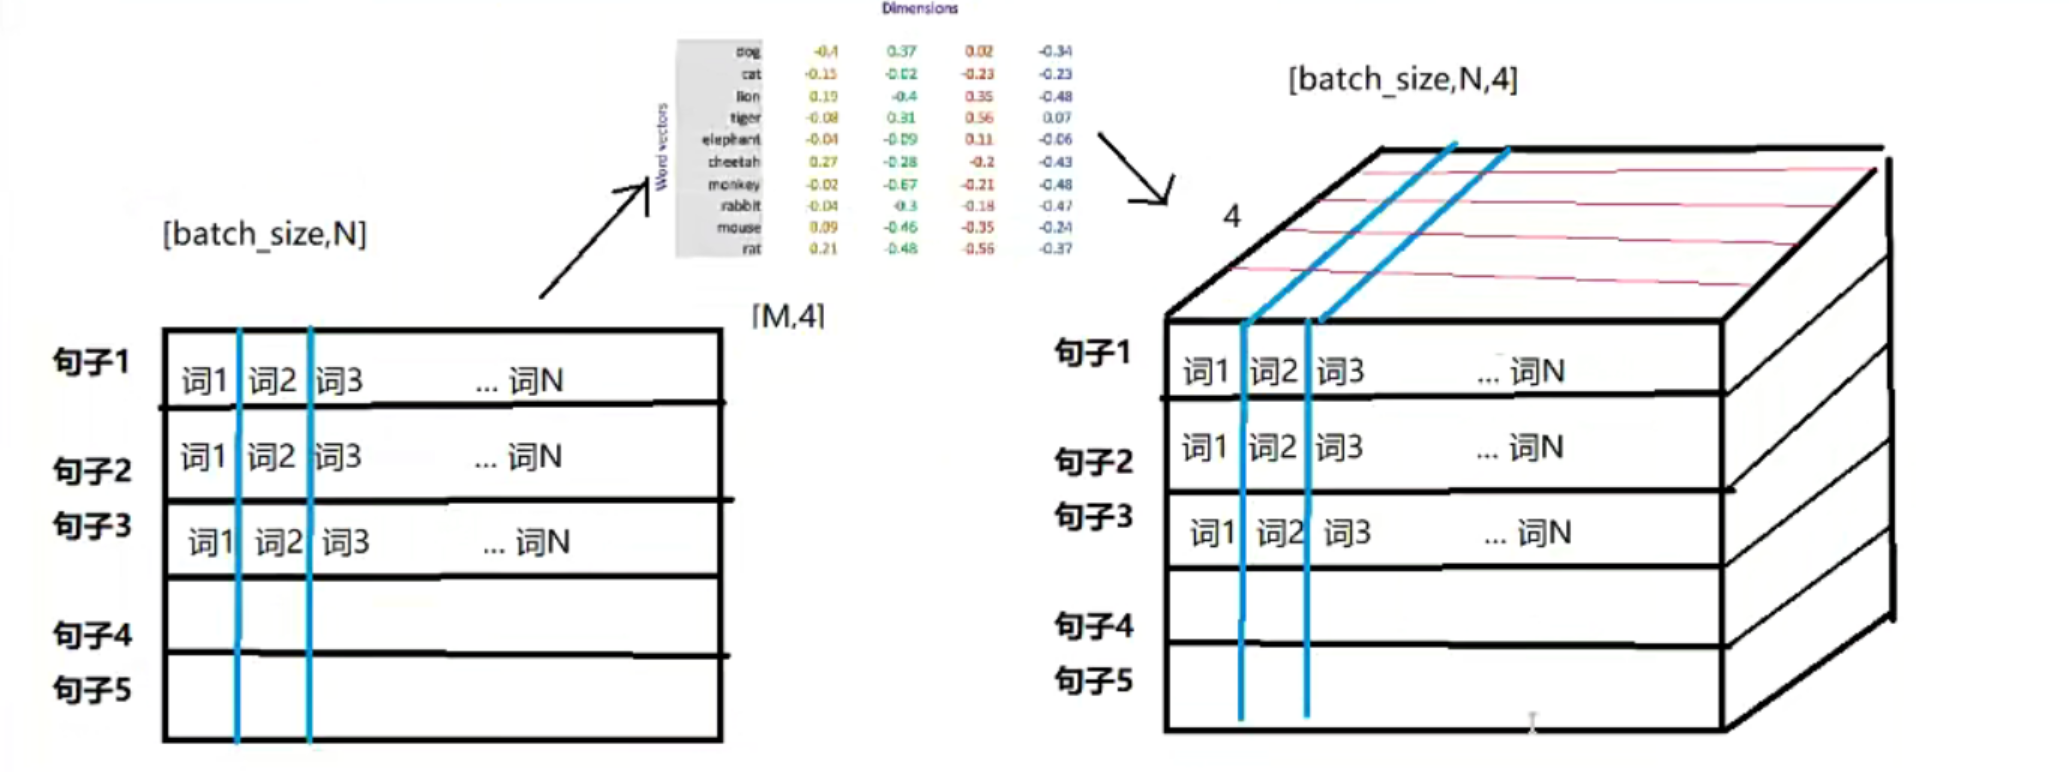 Dimensions
Word vectors
dog -0.4 0.37 0.02 -0.34
cat -0.15 -0.02 -0.23 -0.23
lion 0.19 -0.4 0.35 -0.48
tiger -0.08 0.31 0.56 0.07
elephant -0.04 -0.09 0.11 -0.06
cheetah 0.27 -0.28 -0.2 -0.43
monkey -0.02 -0.67 -0.21 -0.48
rabbit -0.04 -0.3 -0.18 -0.47
mouse 0.09 -0.46 -0.35 -0.24
rat 0.21 -0.48 -0.56 -0.37
[M,4]
[batch_size,N]
句子1 词1 词2 词3 ... 词N
句子2 词1 词2 词3 ... 词N
句子3 词1 词2 词3 ... 词N
句子4
句子5
[batch_size,N,4]
4
句子1 词1 词2 词3 ... 词N
句子2 词1 词2 词3 ... 词N
句子3 词1 词2 词3 ... 词N
句子4
句子5